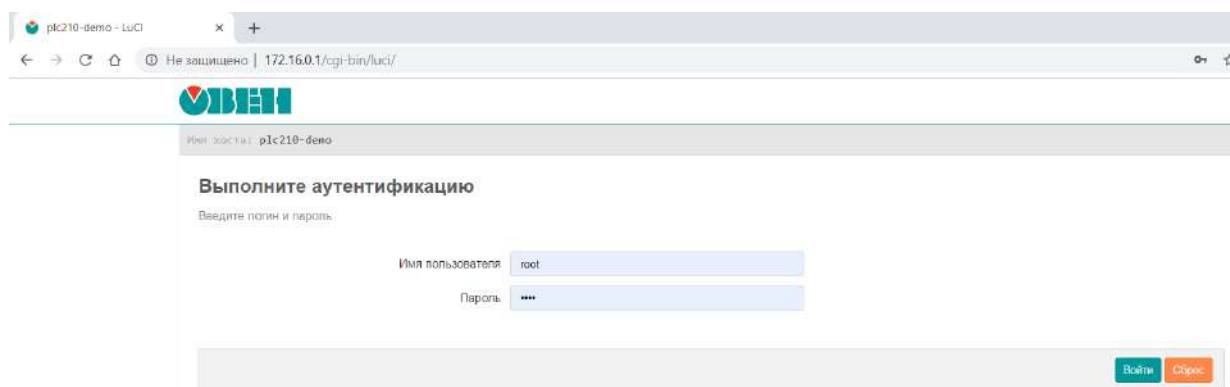 plc210-demo - LuCI
Не защищено | 172.16.0.1/cgi-bin/luci/
ОВЕН
Имя хоста: plc210-demo
Выполните аутентификацию
Введите логин и пароль
Имя пользователя root
Пароль ••••
Войти Сброс